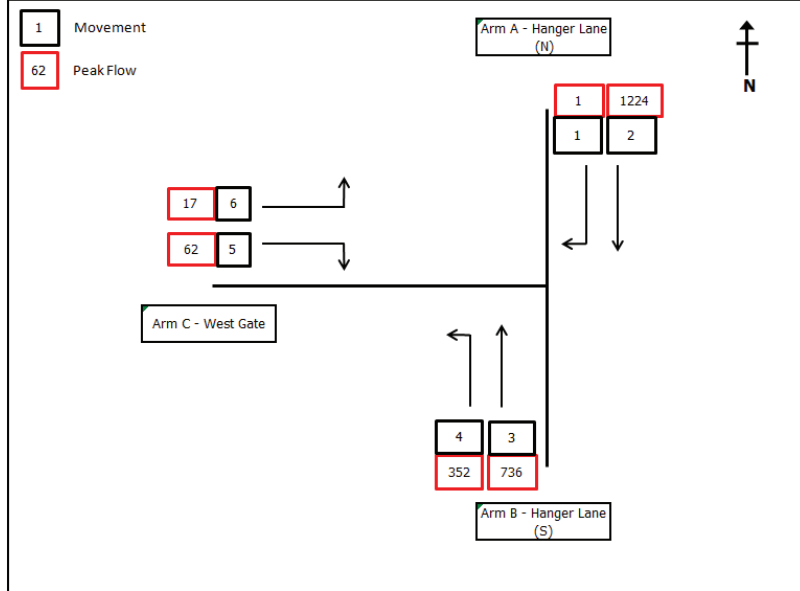 1 Movement
62 Peak Flow
Arm A - Hanger Lane
(N)
N
1 1224
1 2
17 6
62 5
Arm C - West Gate
4 3
352 736
Arm B - Hanger Lane
(S)